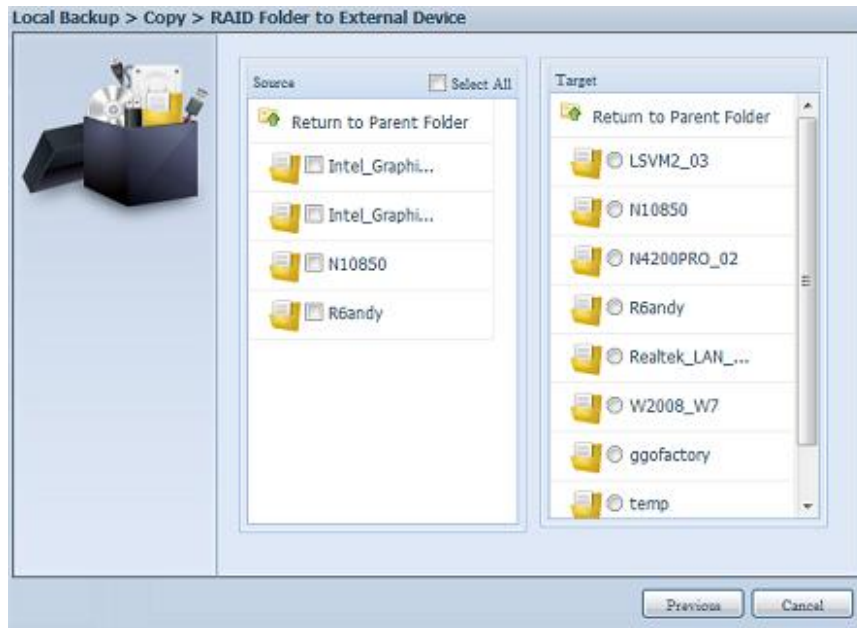 Local Backup > Copy > RAID Folder to External Device
Source
Select All
Return to Parent Folder
Intel_Graphi...
Intel_Graphi...
N10850
R6andy
Target
Return to Parent Folder
LSVM2_03
N10850
N4200PRO_02
R6andy
Realtek_LAN_...
W2008_W7
ggofactory
temp
Previous
Cancel